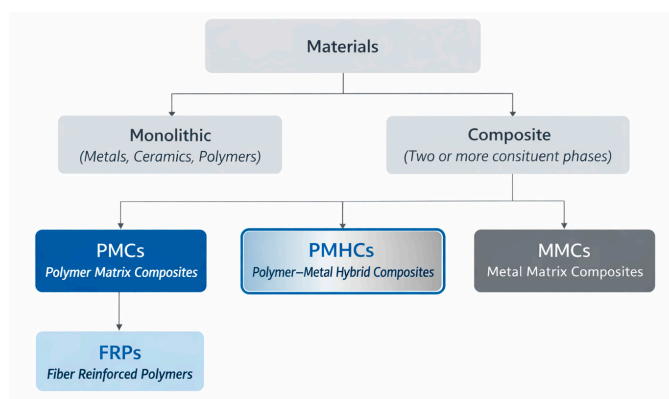 Materials
Monolithic
(Metals, Ceramics, Polymers)
Composite
(Two or more consituent phases)
PMCs
Polymer Matrix Composites
PMHCs
Polymer–Metal Hybrid Composites
MMCs
Metal Matrix Composites
FRPs
Fiber Reinforced Polymers